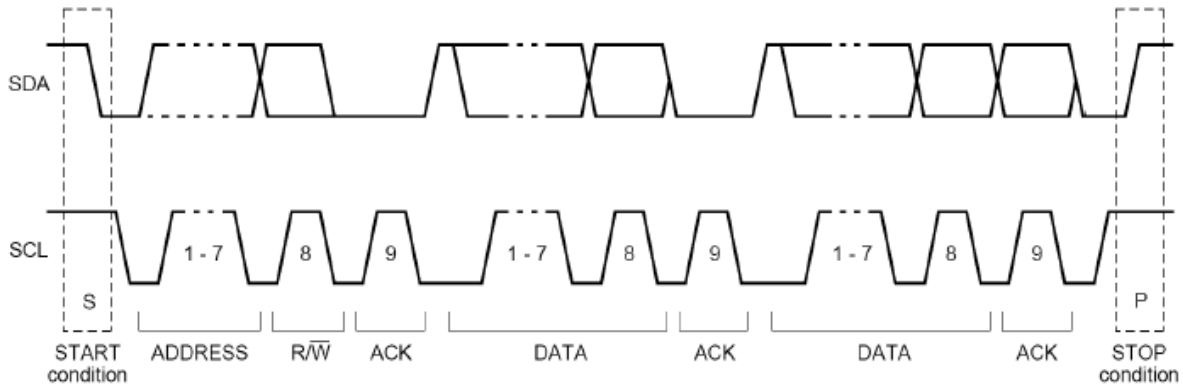 SDA
SCL
1 - 7 8 9 1 - 7 8 9 1 - 7 8 9
S P
START ADDRESS R/W̅ ACK DATA ACK DATA ACK STOP
condition condition